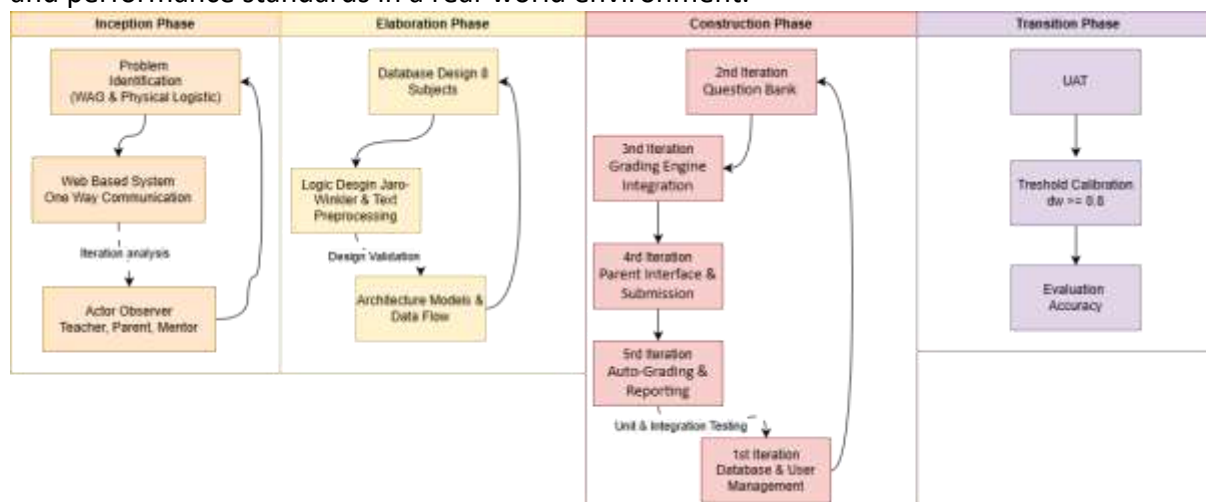 and performance standards in a real-world environment.
Inception Phase
Elaboration Phase
Construction Phase
Transition Phase
Problem
Identification
(WAG & Physical Logistic)
Web Based System
One Way Communication
Iteration analysis
Actor Observer
Teacher, Parent, Mentor
Database Design 8
Subjects
Logic Desgin Jaro-
Winkler & Text
Preprocessing
Design Validation
Architecture Models &
Data Flow
2nd Iteration
Question Bank
3nd Iteration
Grading Engine
Integration
4rd Iteration
Parent Interface &
Submission
5rd Iteration
Auto-Grading &
Reporting
Unit & Integration Testing
1st Iteration
Database & User
Management
UAT
Treshold Calibration
dw >= 0,8
Evaluation
Accuracy